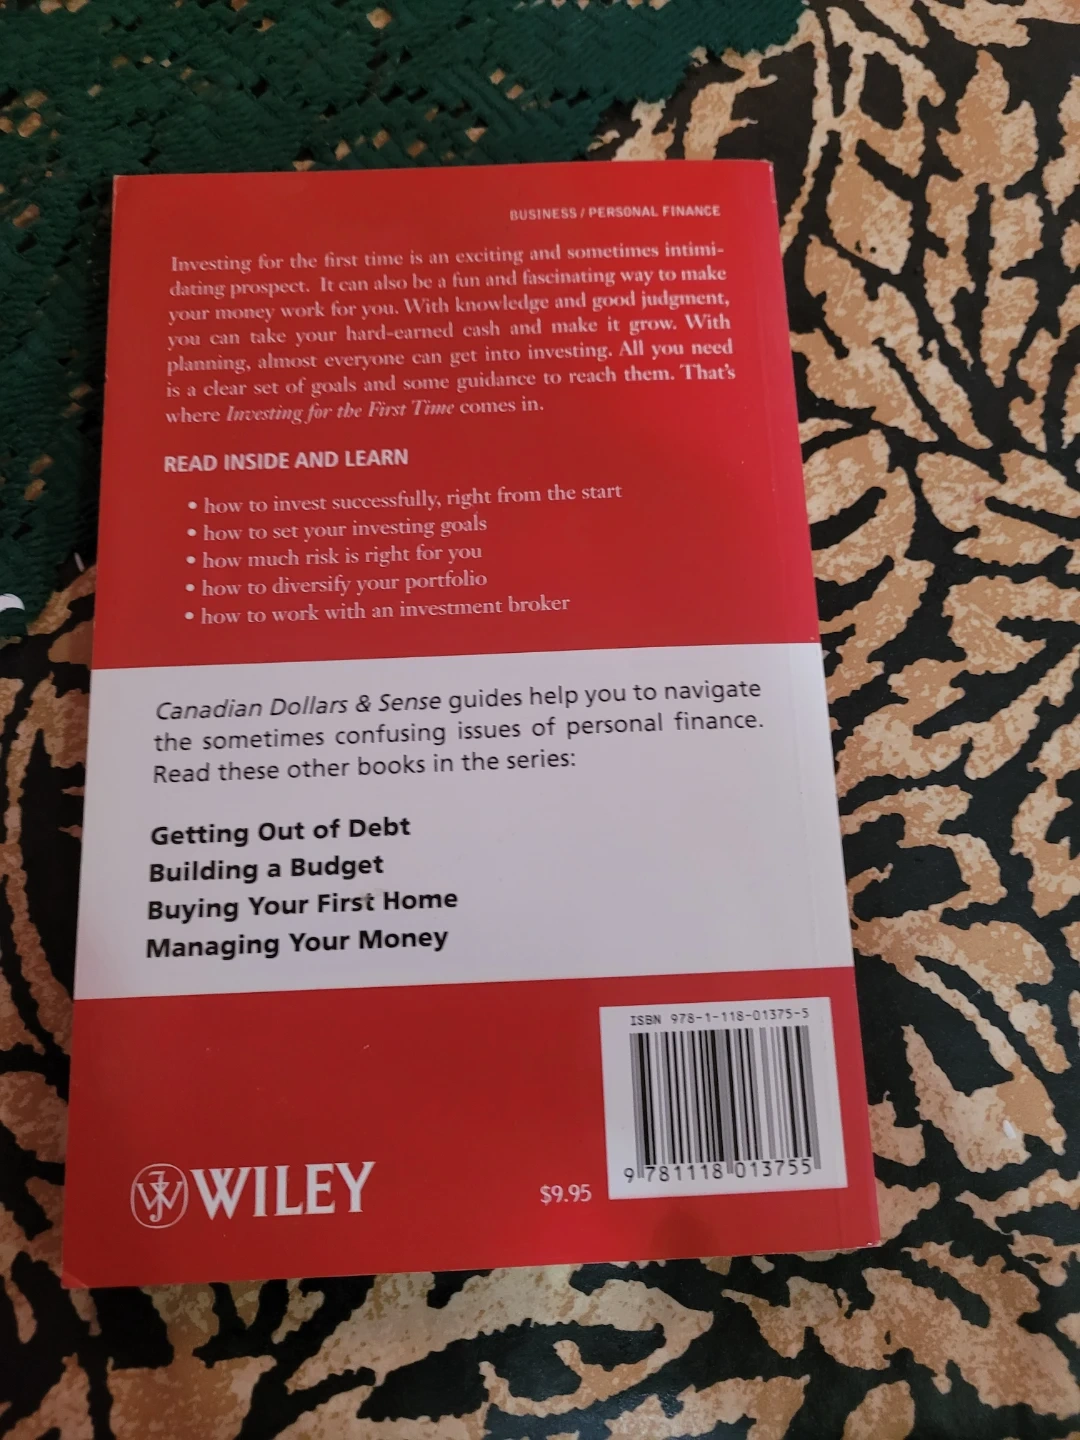 BUSINESS / PERSONAL FINANCE
Investing for the first time is an exciting and sometimes intimi-
dating prospect. It can also be a fun and fascinating way to make
your money work for you. With knowledge and good judgment,
you can take your hard-earned cash and make it grow. With
planning, almost everyone can get into investing. All you need
is a clear set of goals and some guidance to reach them. That's
where Investing for the First Time comes in.
READ INSIDE AND LEARN
• how to invest successfully, right from the start
• how to set your investing goals
• how much risk is right for you
• how to diversify your portfolio
• how to work with an investment broker
Canadian Dollars & Sense guides help you to navigate
the sometimes confusing issues of personal finance.
Read these other books in the series:
Getting Out of Debt
Building a Budget
Buying Your First Home
Managing Your Money
ISBN 978-1-118-01375-5
9 781118 013755
WILEY
$9.95